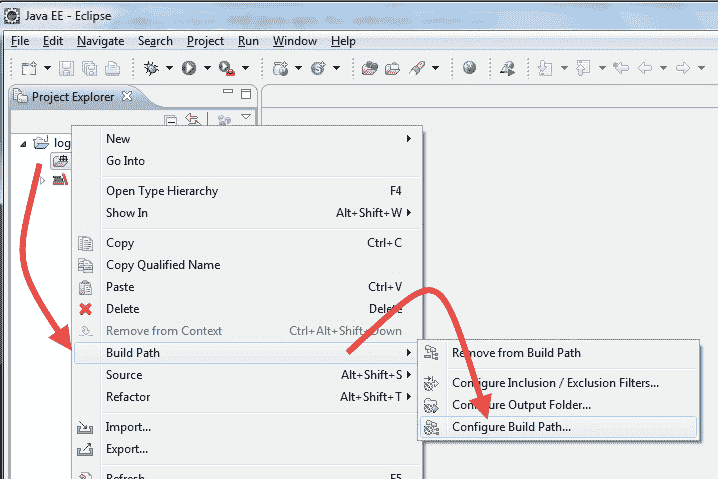 Java EE - Eclipse
File Edit Navigate Search Project Run Window Help
Project Explorer
log
New
Go Into
Open Type Hierarchy F4
Show In Alt+Shift+W
Copy Ctrl+C
Copy Qualified Name
Paste Ctrl+V
Delete Delete
Remove from Context Ctrl+Alt+Shift+Down
Build Path
Remove from Build Path
Source Alt+Shift+S
Configure Inclusion / Exclusion Filters...
Refactor Alt+Shift+T
Configure Output Folder...
Import...
Configure Build Path...
Export...
Refresh F5